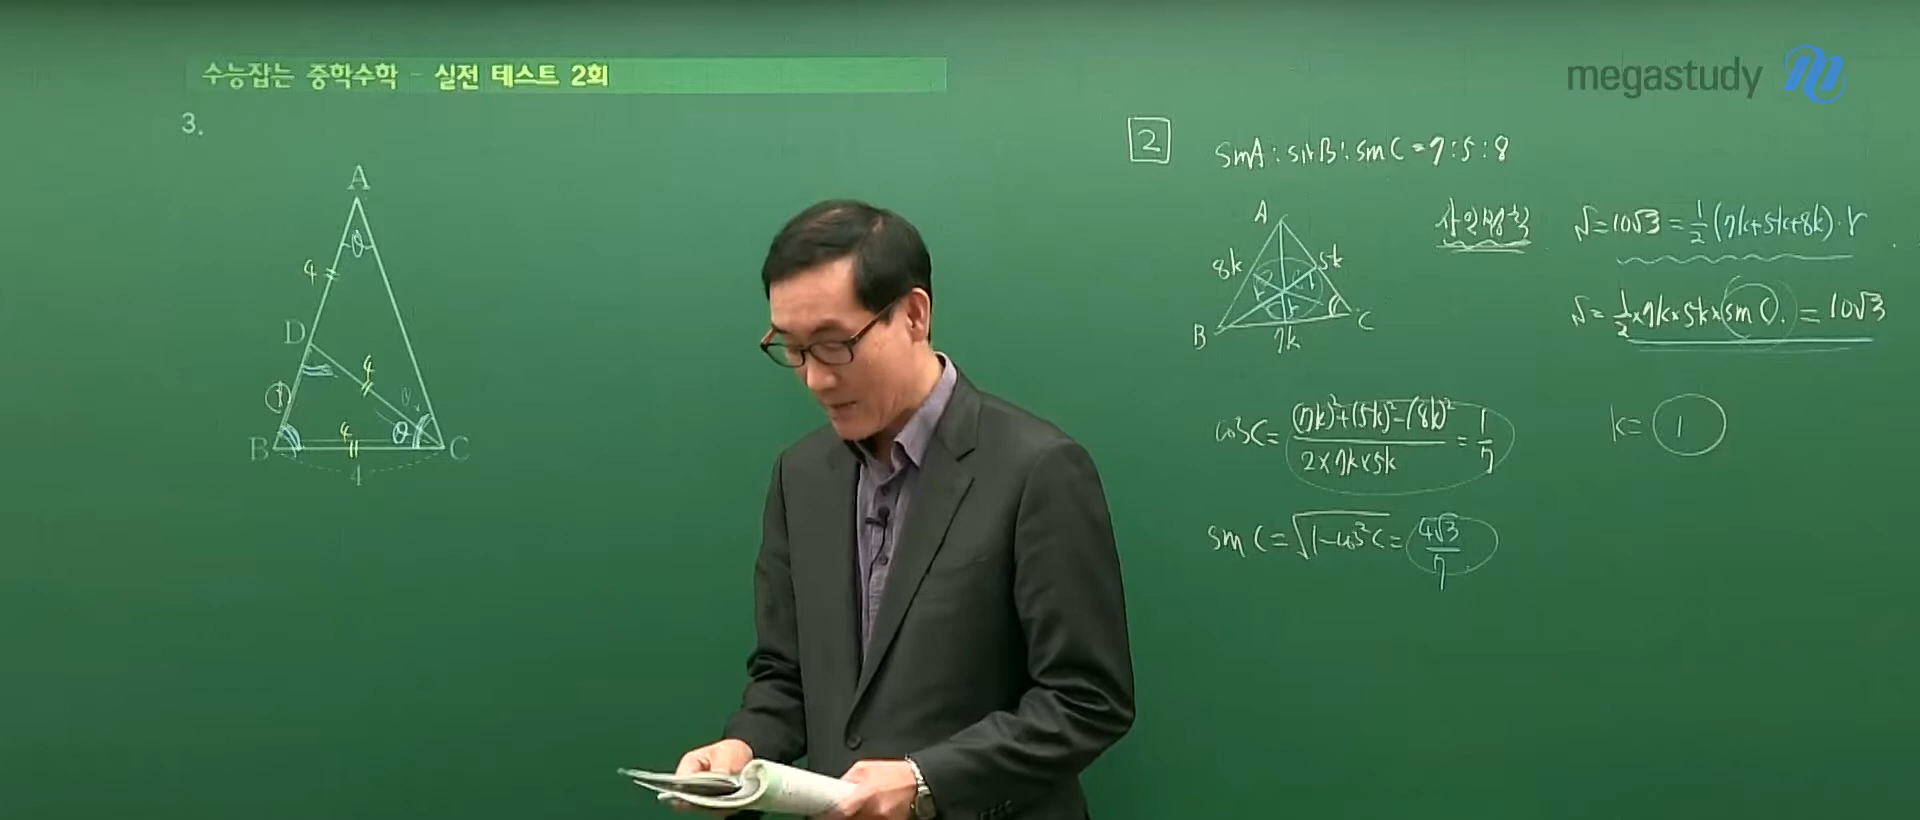 수능잡는 중학수학 - 실전 테스트 2회
megastudy
3.
A
θ
4
D
4
B
4
θ
C
4
2
sinA : sinB : sinC = 7 : 5 : 8
A
8k
5k
B
7k
C
r
사인법칙
S = 10√3 = 1/2 (7k+5k+8k)·r
S = 1/2 × 7k × 5k × sin C = 10√3
cosC = ((7k)²+(5k)²-(8k)²)/(2×7k×5k) = 1/7
k = 1
sin C = √(1-cos²C) = 4√3/7